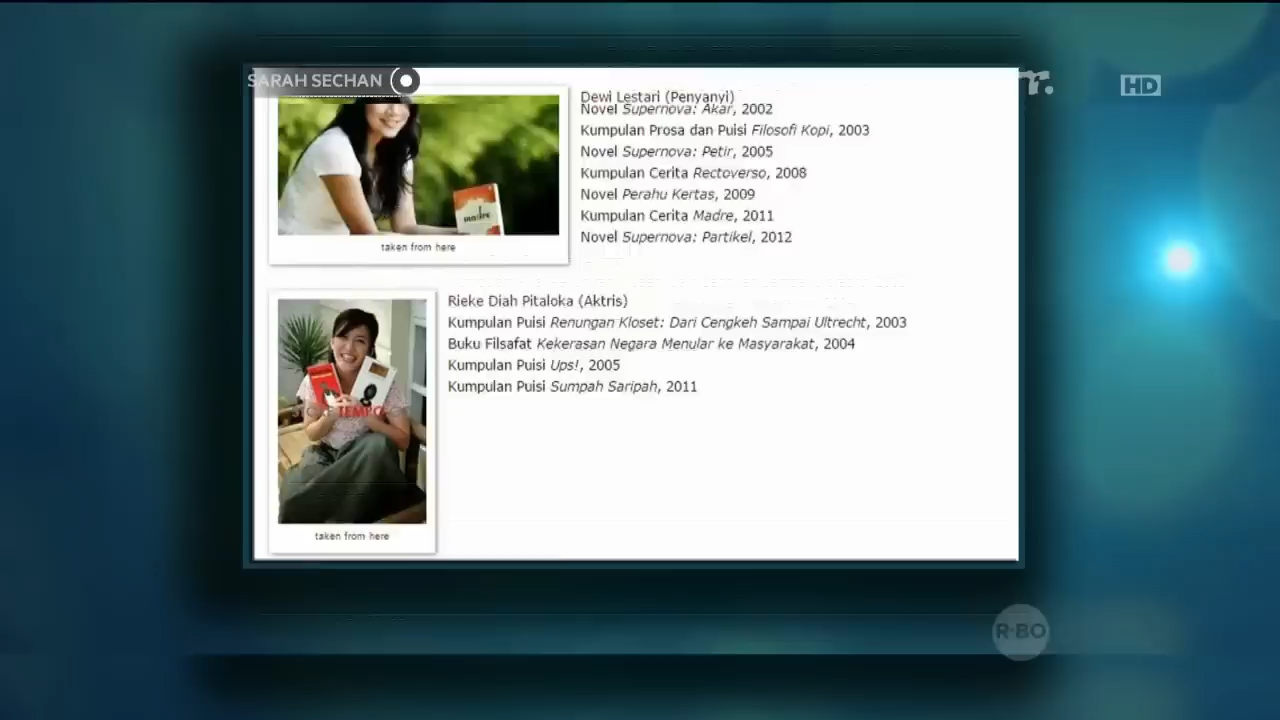 SARAH SECHAN
HD
Dewi Lestari (Penyanyi)
Novel Supernova: Akar, 2002
Kumpulan Prosa dan Puisi Filosofi Kopi, 2003
Novel Supernova: Petir, 2005
Kumpulan Cerita Rectoverso, 2008
Novel Perahu Kertas, 2009
Kumpulan Cerita Madre, 2011
Novel Supernova: Partikel, 2012
madre
taken from here
Rieke Diah Pitaloka (Aktris)
Kumpulan Puisi Renungan Kloset: Dari Cengkeh Sampai Ultrecht, 2003
Buku Filsafat Kekerasan Negara Menular ke Masyarakat, 2004
Kumpulan Puisi Ups!, 2005
Kumpulan Puisi Sumpah Saripah, 2011
TEMPO
taken from here
R·BO